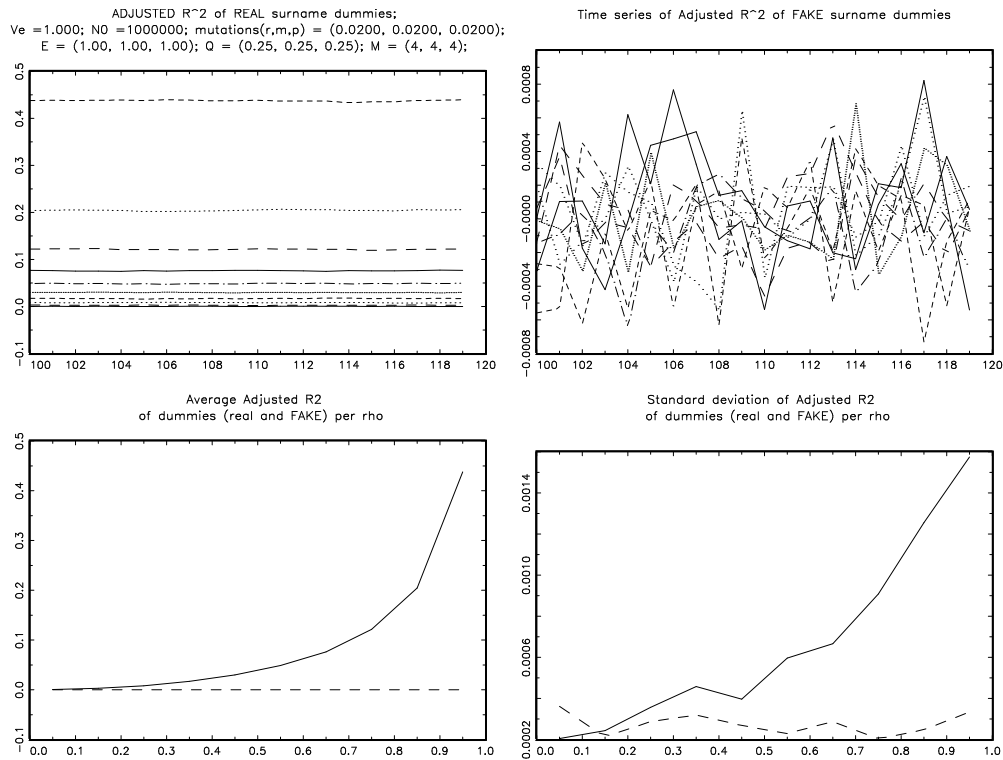 ADJUSTED R^2 of REAL surname dummies;
Ve =1.000; N0 =1000000; mutations(r,m,p) = (0.0200, 0.0200, 0.0200);
E = (1.00, 1.00, 1.00); Q = (0.25, 0.25, 0.25); M = (4, 4, 4);
0.5
0.4
0.3
0.2
0.1
0.0
-0.1
100 102 104 106 108 110 112 114 116 118 120
Time series of Adjusted R^2 of FAKE surname dummies
0.0008
0.0004
-0.0000
-0.0004
-0.0008
100 102 104 106 108 110 112 114 116 118 120
Average Adjusted R2
of dummies (real and FAKE) per rho
0.5
0.4
0.3
0.2
0.1
0.0
-0.1
0.0 0.1 0.2 0.3 0.4 0.5 0.6 0.7 0.8 0.9 1.0
Standard deviation of Adjusted R2
of dummies (real and FAKE) per rho
0.0014
0.0010
0.0006
0.0002
0.0 0.1 0.2 0.3 0.4 0.5 0.6 0.7 0.8 0.9 1.0